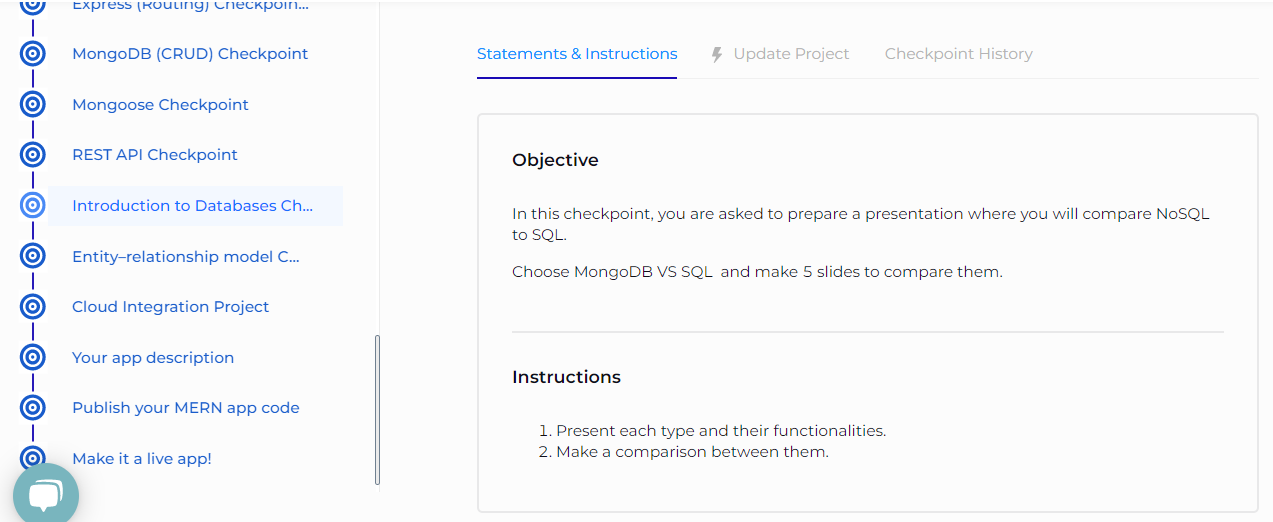 Express (Routing) Checkpoin...
MongoDB (CRUD) Checkpoint
Mongoose Checkpoint
REST API Checkpoint
Introduction to Databases Ch...
Entity–relationship model C...
Cloud Integration Project
Your app description
Publish your MERN app code
Make it a live app!
Statements & Instructions
Update Project
Checkpoint History
Objective
In this checkpoint, you are asked to prepare a presentation where you will compare NoSQL
to SQL.
Choose MongoDB VS SQL  and make 5 slides to compare them.
Instructions
1. Present each type and their functionalities.
2. Make a comparison between them.